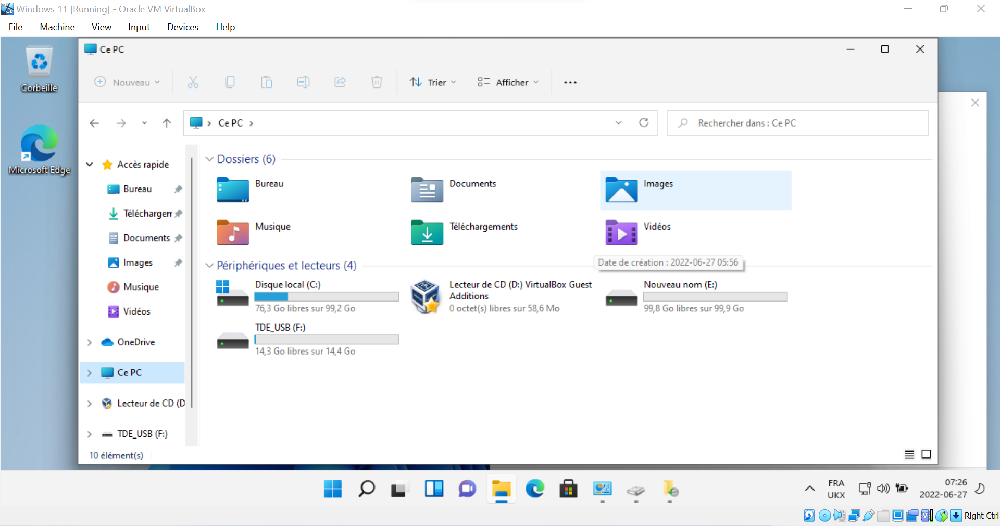 Windows 11 [Running] - Oracle VM VirtualBox
File Machine View Input Devices Help
Corbeille
Microsoft Edge
Ce PC
Nouveau Trier Afficher
Ce PC
Rechercher dans : Ce PC
Accès rapide
Bureau
Téléchargem
Documents
Images
Musique
Vidéos
OneDrive
Ce PC
Lecteur de CD (D
TDE_USB (F:)
Dossiers (6)
Bureau
Documents
Images
Musique
Téléchargements
Vidéos
Date de création : 2022-06-27 05:56
Périphériques et lecteurs (4)
Disque local (C:)
76,3 Go libres sur 99,2 Go
Lecteur de CD (D:) VirtualBox Guest
Additions
0 octet(s) libres sur 58,6 Mo
Nouveau nom (E:)
99,8 Go libres sur 99,9 Go
TDE_USB (F:)
14,3 Go libres sur 14,4 Go
10 élément(s)
FRA
UKX
07:26
2022-06-27
Right Ctrl